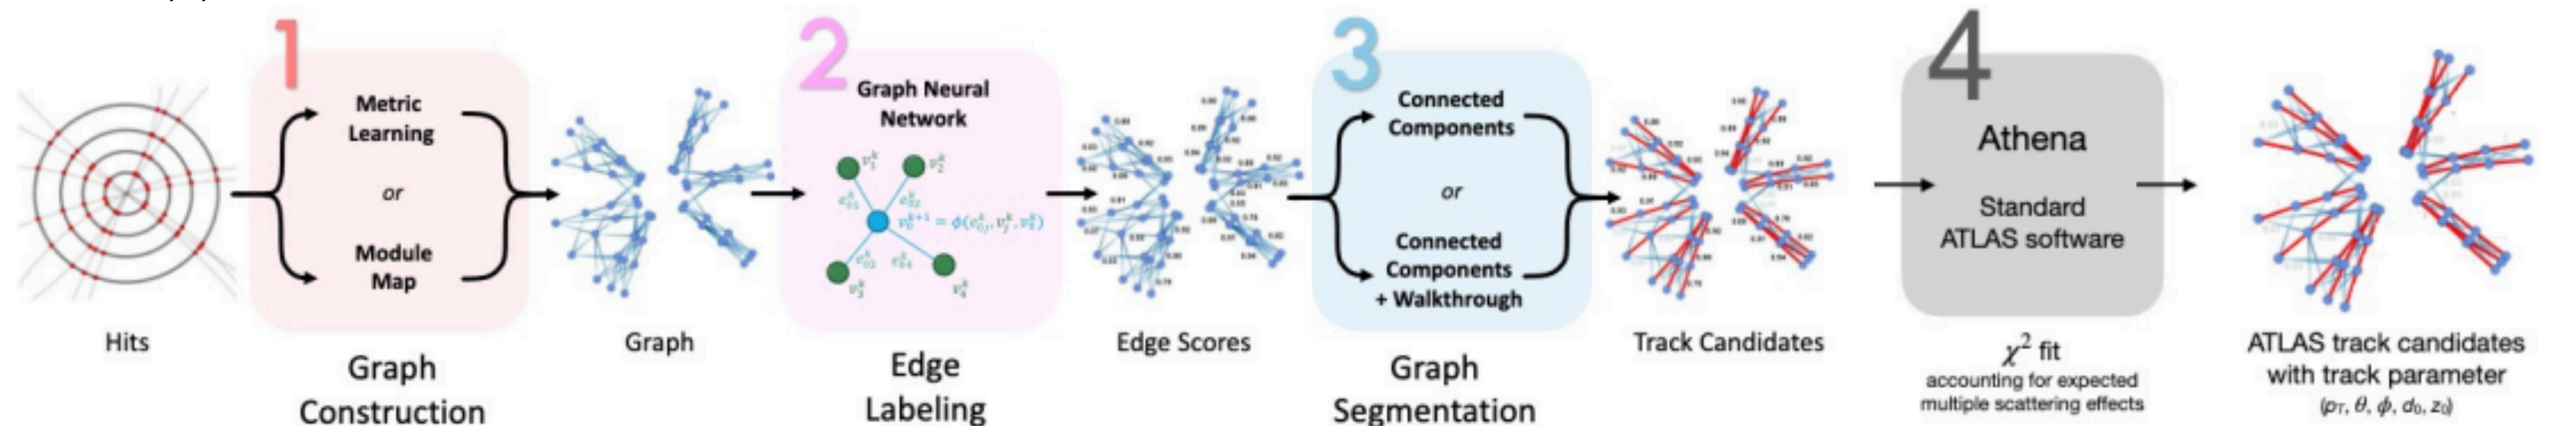 1
Metric
Learning
or
Module
Map
2
Graph Neural
Network
3
Connected
Components
or
Connected
Components
+ Walkthrough
4
Athena
Standard
ATLAS software
Hits
Graph
Construction
Graph
Edge
Labeling
Edge Scores
Graph
Segmentation
Track Candidates
χ² fit
accounting for expected
multiple scattering effects
ATLAS track candidates
with track parameter
(pT, θ, ϕ, d0, z0)